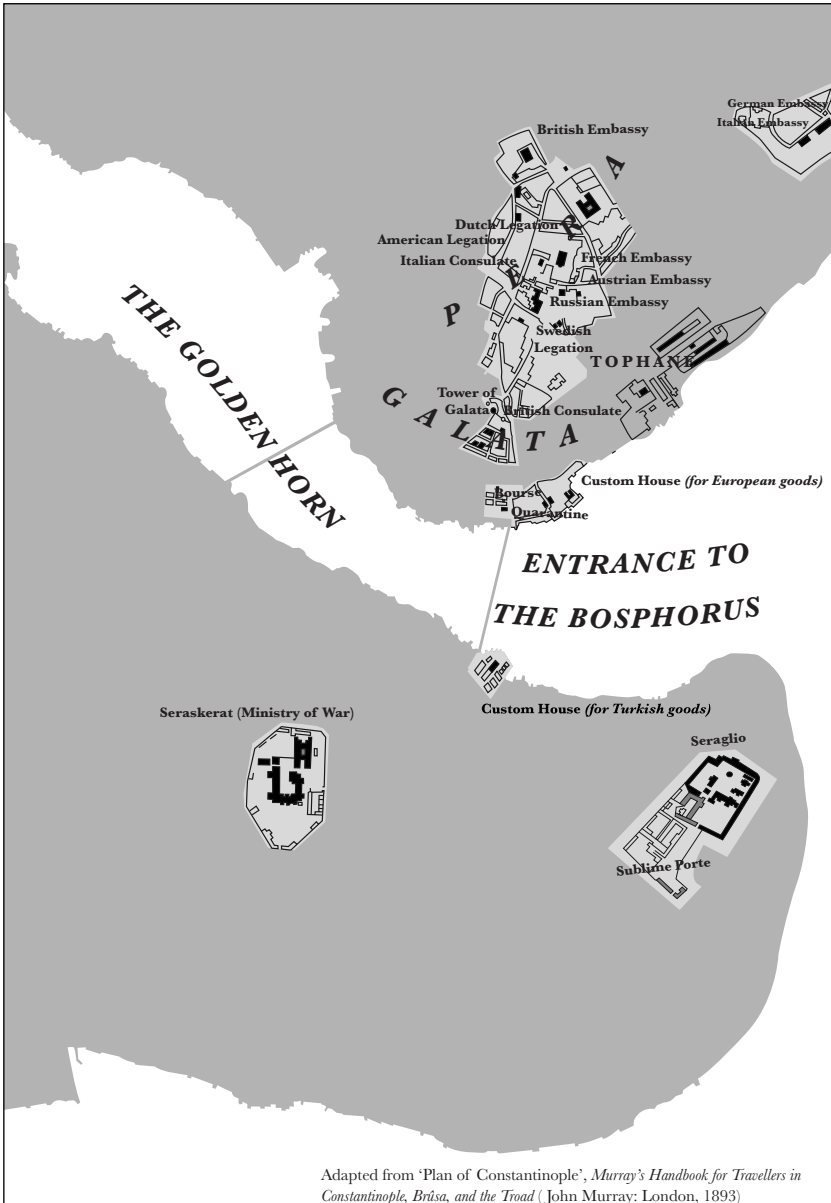 German Embassy
Italian Embassy
British Embassy
PERA
Dutch Legation
American Legation
Italian Consulate
French Embassy
Austrian Embassy
Russian Embassy
Swedish
Legation
TOPHANE
THE GOLDEN HORN
Tower of
Galata
British Consulate
GALATA
Custom House (for European goods)
Bourse
Quarantine
ENTRANCE TO
THE BOSPHORUS
Custom House (for Turkish goods)
Seraskerat (Ministry of War)
Seraglio
Sublime Porte
Adapted from ‘Plan of Constantinople’, Murray’s Handbook for Travellers in
Constantinople, Brûsa, and the Troad (John Murray: London, 1893)